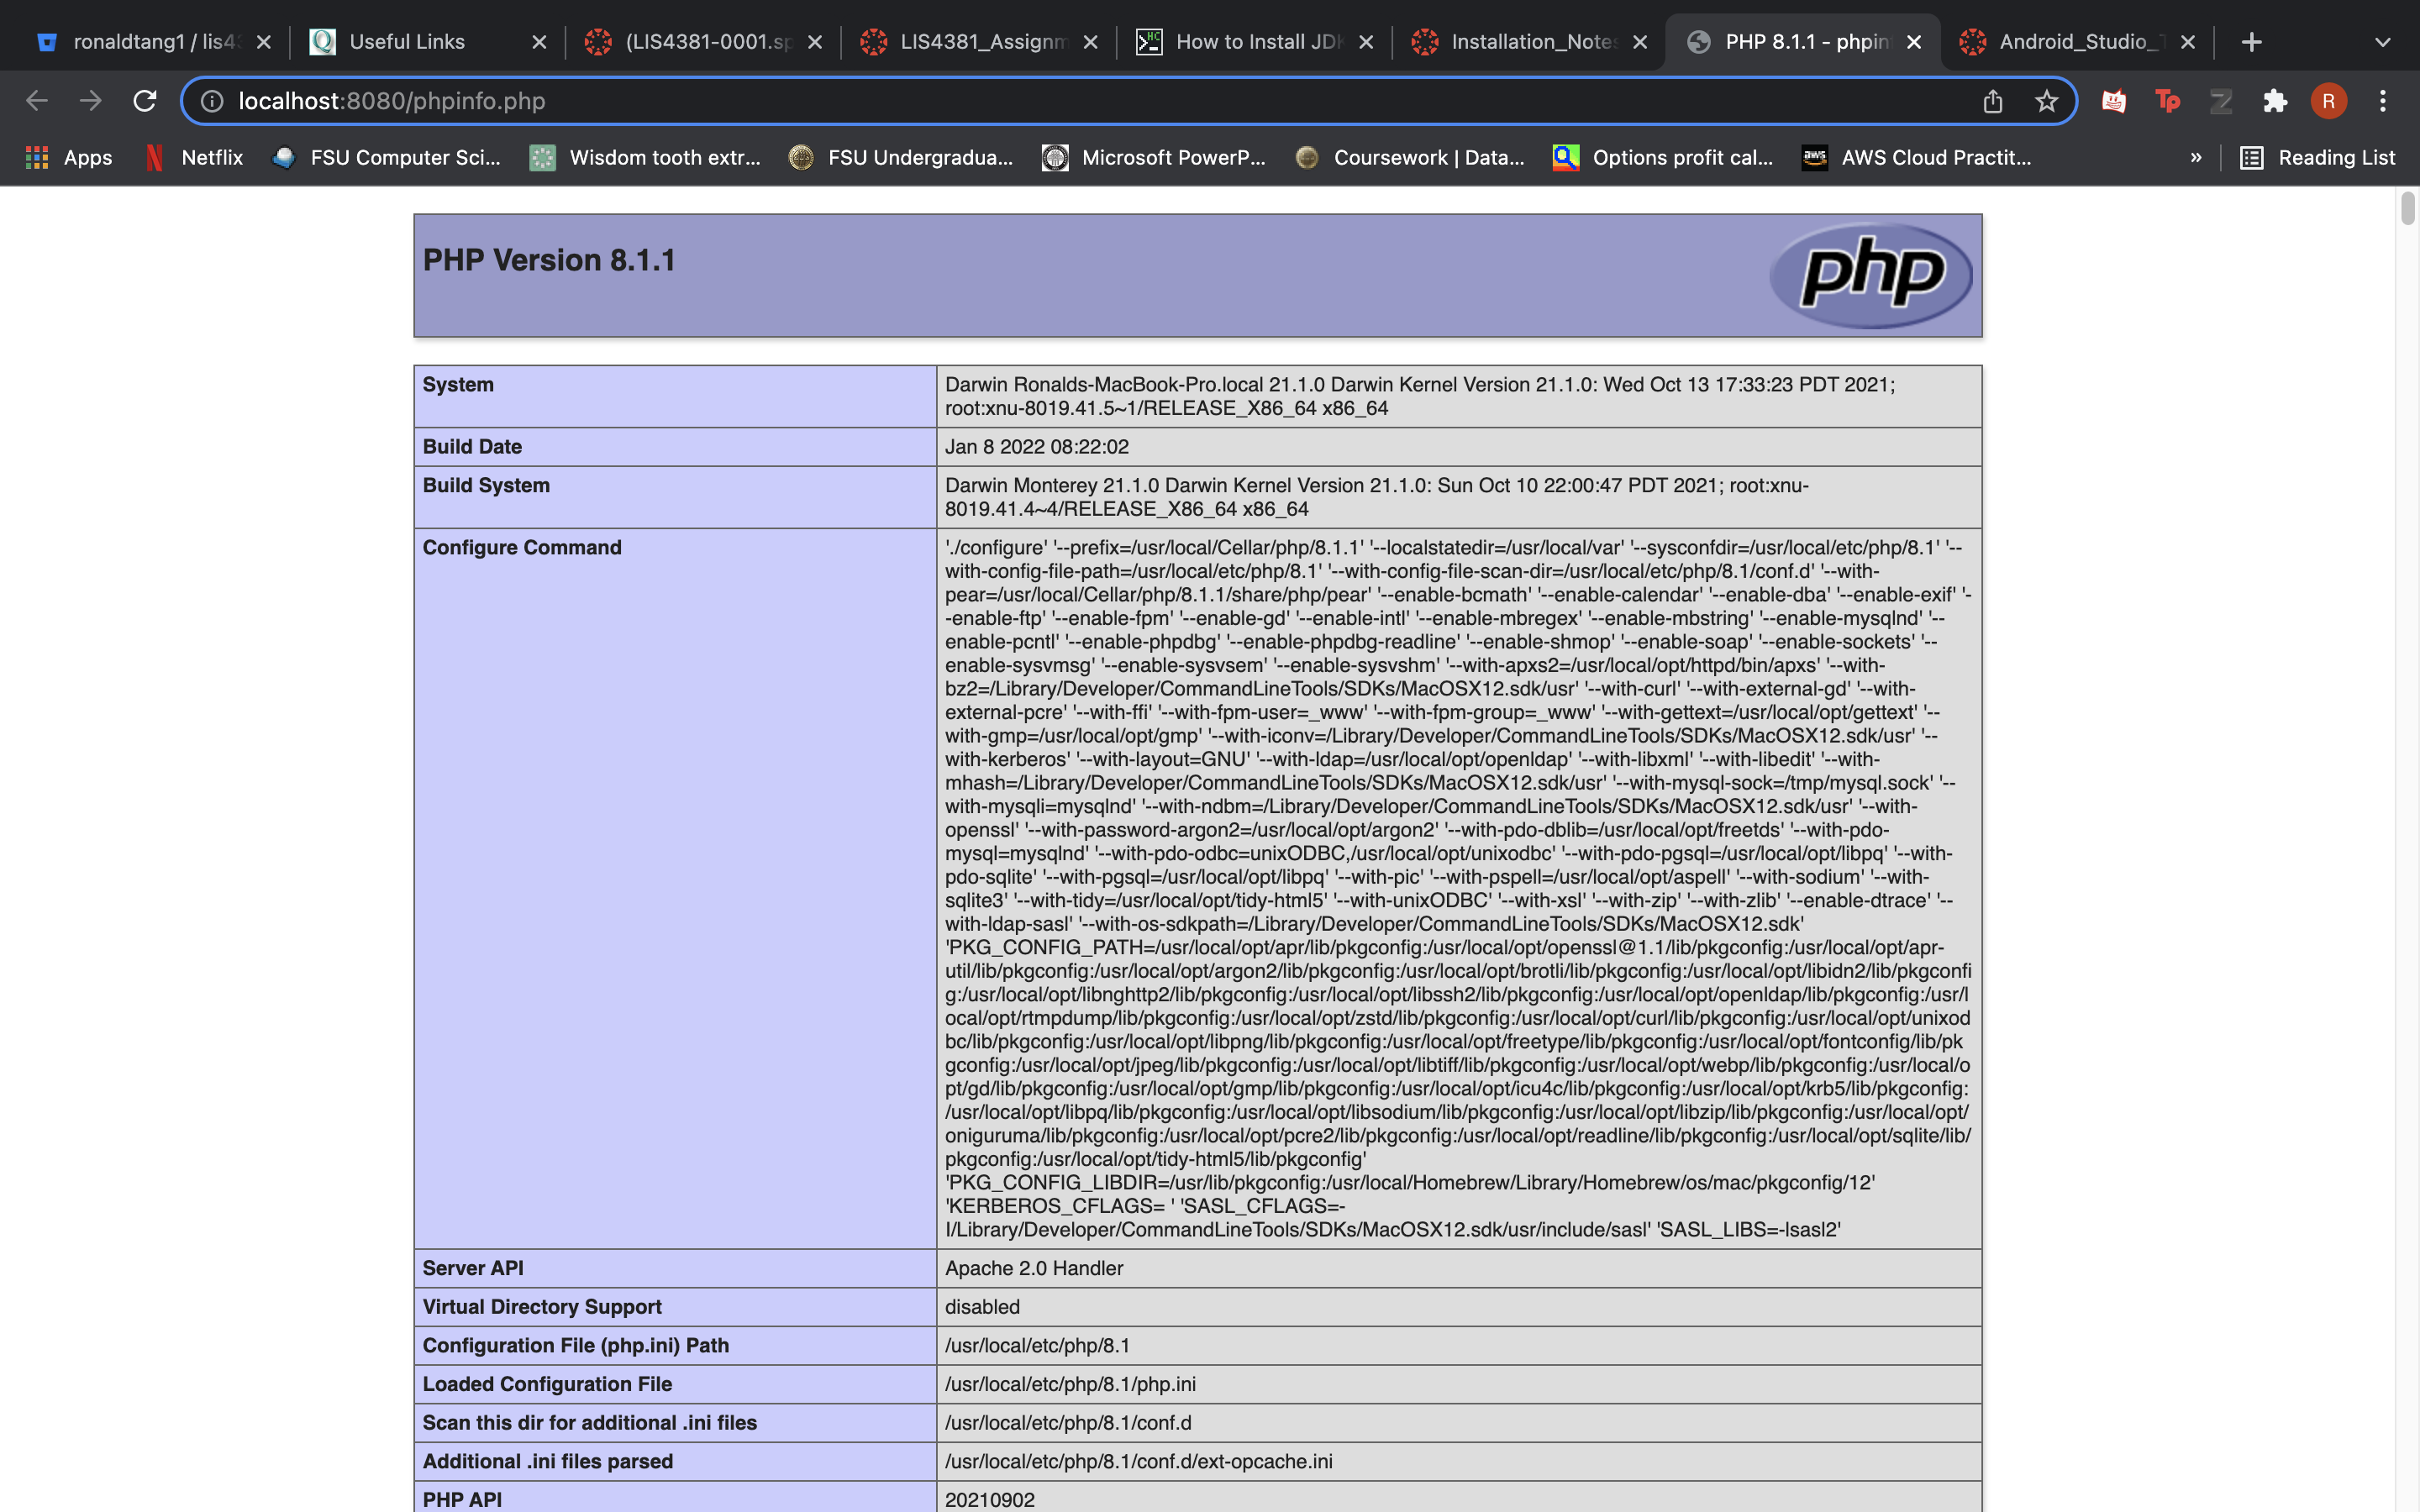 ronaldtang1 / lis43
Useful Links
(LIS4381-0001.sp
LIS4381_Assignm
How to Install JDK
Installation_Notes
PHP 8.1.1 - phpinf
Android_Studio_T
localhost:8080/phpinfo.php
Tp
Z
R
Apps
Netflix
FSU Computer Sci...
Wisdom tooth extr...
FSU Undergradua...
Microsoft PowerP...
Coursework | Data...
Options profit cal...
aws
AWS Cloud Practit...
»
Reading List
PHP Version 8.1.1
php
System
Darwin Ronalds-MacBook-Pro.local 21.1.0 Darwin Kernel Version 21.1.0: Wed Oct 13 17:33:23 PDT 2021;
root:xnu-8019.41.5~1/RELEASE_X86_64 x86_64
Build Date
Jan 8 2022 08:22:02
Build System
Darwin Monterey 21.1.0 Darwin Kernel Version 21.1.0: Sun Oct 10 22:00:47 PDT 2021; root:xnu-
8019.41.4~4/RELEASE_X86_64 x86_64
Configure Command
'./configure' '--prefix=/usr/local/Cellar/php/8.1.1' '--localstatedir=/usr/local/var' '--sysconfdir=/usr/local/etc/php/8.1' '--
with-config-file-path=/usr/local/etc/php/8.1' '--with-config-file-scan-dir=/usr/local/etc/php/8.1/conf.d' '--with-
pear=/usr/local/Cellar/php/8.1.1/share/php/pear' '--enable-bcmath' '--enable-calendar' '--enable-dba' '--enable-exif' '-
-enable-ftp' '--enable-fpm' '--enable-gd' '--enable-intl' '--enable-mbregex' '--enable-mbstring' '--enable-mysqlnd' '--
enable-pcntl' '--enable-phpdbg' '--enable-phpdbg-readline' '--enable-shmop' '--enable-soap' '--enable-sockets' '--
enable-sysvmsg' '--enable-sysvsem' '--enable-sysvshm' '--with-apxs2=/usr/local/opt/httpd/bin/apxs' '--with-
bz2=/Library/Developer/CommandLineTools/SDKs/MacOSX12.sdk/usr' '--with-curl' '--with-external-gd' '--with-
external-pcre' '--with-ffi' '--with-fpm-user=_www' '--with-fpm-group=_www' '--with-gettext=/usr/local/opt/gettext' '--
with-gmp=/usr/local/opt/gmp' '--with-iconv=/Library/Developer/CommandLineTools/SDKs/MacOSX12.sdk/usr' '--
with-kerberos' '--with-layout=GNU' '--with-ldap=/usr/local/opt/openldap' '--with-libxml' '--with-libedit' '--with-
mhash=/Library/Developer/CommandLineTools/SDKs/MacOSX12.sdk/usr' '--with-mysql-sock=/tmp/mysql.sock' '--
with-mysqli=mysqlnd' '--with-ndbm=/Library/Developer/CommandLineTools/SDKs/MacOSX12.sdk/usr' '--with-
openssl' '--with-password-argon2=/usr/local/opt/argon2' '--with-pdo-dblib=/usr/local/opt/freetds' '--with-pdo-
mysql=mysqlnd' '--with-pdo-odbc=unixODBC,/usr/local/opt/unixodbc' '--with-pdo-pgsql=/usr/local/opt/libpq' '--with-
pdo-sqlite' '--with-pgsql=/usr/local/opt/libpq' '--with-pic' '--with-pspell=/usr/local/opt/aspell' '--with-sodium' '--with-
sqlite3' '--with-tidy=/usr/local/opt/tidy-html5' '--with-unixODBC' '--with-xsl' '--with-zip' '--with-zlib' '--enable-dtrace' '--
with-ldap-sasl' '--with-os-sdkpath=/Library/Developer/CommandLineTools/SDKs/MacOSX12.sdk'
'PKG_CONFIG_PATH=/usr/local/opt/apr/lib/pkgconfig:/usr/local/opt/openssl@1.1/lib/pkgconfig:/usr/local/opt/apr-
util/lib/pkgconfig:/usr/local/opt/argon2/lib/pkgconfig:/usr/local/opt/brotli/lib/pkgconfig:/usr/local/opt/libidn2/lib/pkgconfi
g:/usr/local/opt/libnghttp2/lib/pkgconfig:/usr/local/opt/libssh2/lib/pkgconfig:/usr/local/opt/openldap/lib/pkgconfig:/usr/l
ocal/opt/rtmpdump/lib/pkgconfig:/usr/local/opt/zstd/lib/pkgconfig:/usr/local/opt/curl/lib/pkgconfig:/usr/local/opt/unixod
bc/lib/pkgconfig:/usr/local/opt/libpng/lib/pkgconfig:/usr/local/opt/freetype/lib/pkgconfig:/usr/local/opt/fontconfig/lib/pk
gconfig:/usr/local/opt/jpeg/lib/pkgconfig:/usr/local/opt/libtiff/lib/pkgconfig:/usr/local/opt/webp/lib/pkgconfig:/usr/local/o
pt/gd/lib/pkgconfig:/usr/local/opt/gmp/lib/pkgconfig:/usr/local/opt/icu4c/lib/pkgconfig:/usr/local/opt/krb5/lib/pkgconfig:
/usr/local/opt/libpq/lib/pkgconfig:/usr/local/opt/libsodium/lib/pkgconfig:/usr/local/opt/libzip/lib/pkgconfig:/usr/local/opt/
oniguruma/lib/pkgconfig:/usr/local/opt/pcre2/lib/pkgconfig:/usr/local/opt/readline/lib/pkgconfig:/usr/local/opt/sqlite/lib/
pkgconfig:/usr/local/opt/tidy-html5/lib/pkgconfig'
'PKG_CONFIG_LIBDIR=/usr/lib/pkgconfig:/usr/local/Homebrew/Library/Homebrew/os/mac/pkgconfig/12'
'KERBEROS_CFLAGS= ' 'SASL_CFLAGS=-
I/Library/Developer/CommandLineTools/SDKs/MacOSX12.sdk/usr/include/sasl' 'SASL_LIBS=-lsasl2'
Server API
Apache 2.0 Handler
Virtual Directory Support
disabled
Configuration File (php.ini) Path
/usr/local/etc/php/8.1
Loaded Configuration File
/usr/local/etc/php/8.1/php.ini
Scan this dir for additional .ini files
/usr/local/etc/php/8.1/conf.d
Additional .ini files parsed
/usr/local/etc/php/8.1/conf.d/ext-opcache.ini
PHP API
20210902